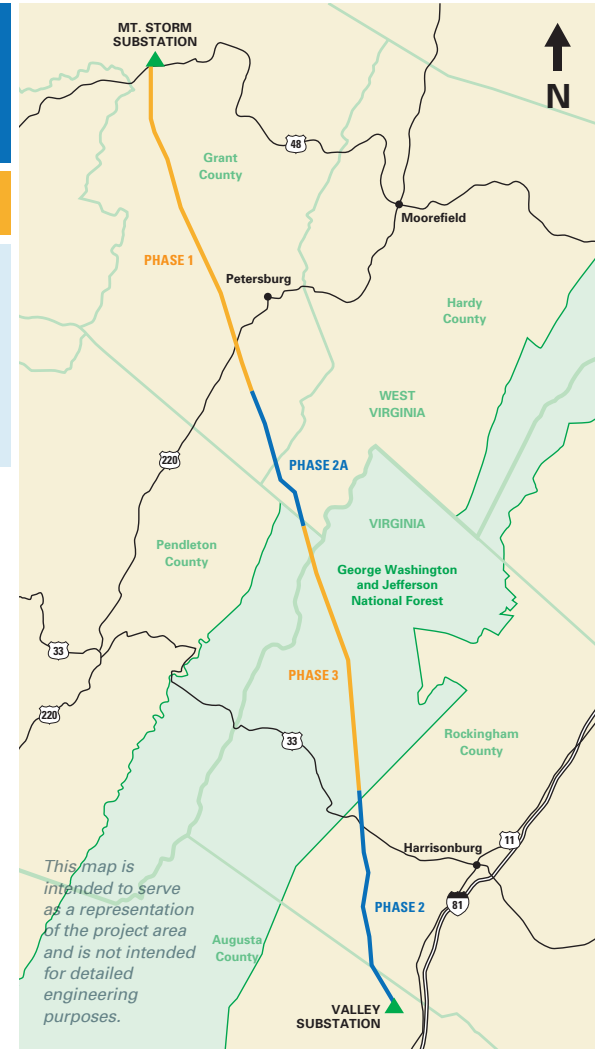 MT. STORM
SUBSTATION
N
48
Grant
County
Moorefield
PHASE 1
Petersburg
Hardy
County
WEST
VIRGINIA
220
PHASE 2A
VIRGINIA
Pendleton
County
George Washington
and Jefferson
National Forest
33
PHASE 3
220
33
Rockingham
County
11
Harrisonburg
81
This map is
intended to serve
as a representation
of the project area
and is not intended
for detailed
engineering
purposes.
PHASE 2
Augusta
County
VALLEY
SUBSTATION